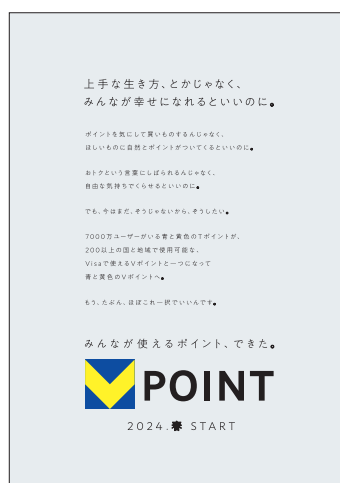 上手な生き方、とかじゃなく、
みんなが幸せになれるといいのに。
ポイントを気にして買いものするんじゃなく、
ほしいものに自然とポイントがついてくるといいのに。
おトクという言葉にしばられるんじゃなく、
自由な気持ちでくらせるといいのに。
でも、今はまだ、そうじゃないから、そうしたい。
7000万ユーザーがいる青と黄色のTポイントが、
200以上の国と地域で使用可能な、
Visaで使えるVポイントと一つになって
青と黄色のVポイントへ。
もう、たぶん、ほぼこれ一択でいいんです。
みんなが使えるポイント、できた。
POINT
2024.春 START